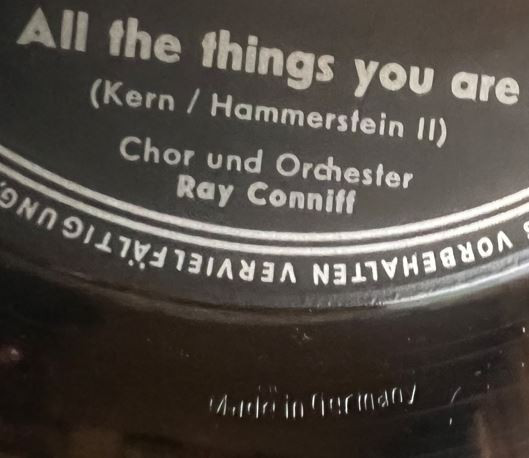 All the things you are
(Kern / Hammerstein II)
Chor und Orchester
Ray Conniff
VORBEHALTEN VERVIELFÄLTIGUNG,
Made in Germany